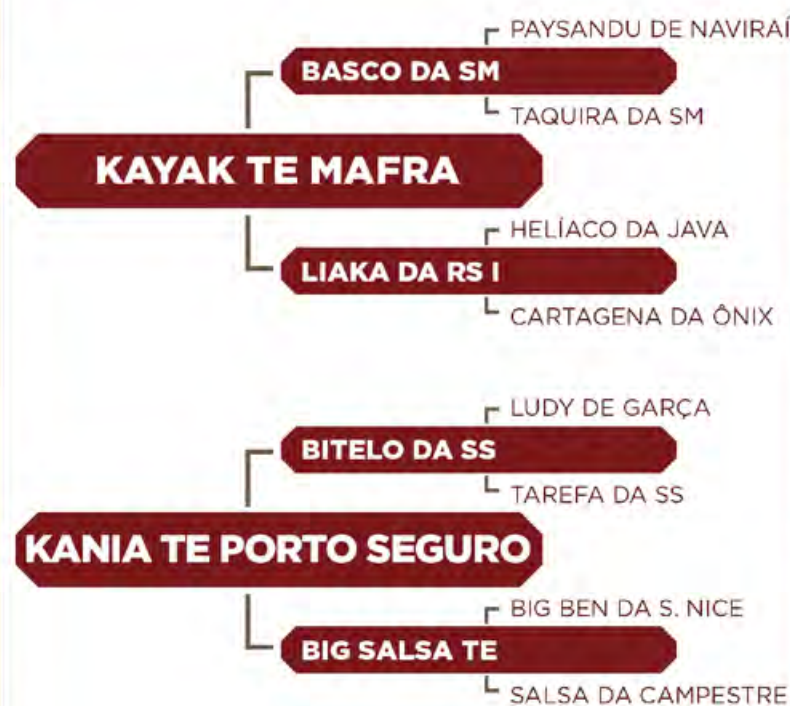 PAYSANDU DE NAVIRAÍ
BASCO DA SM
TAQUIRA DA SM
KAYAK TE MAFRA
HELÍACO DA JAVA
LIAKA DA RS I
CARTAGENA DA ÔNIX
LUDY DE GARÇA
BITELO DA SS
TAREFA DA SS
KANIA TE PORTO SEGURO
BIG BEN DA S. NICE
BIG SALSA TE
SALSA DA CAMPESTRE